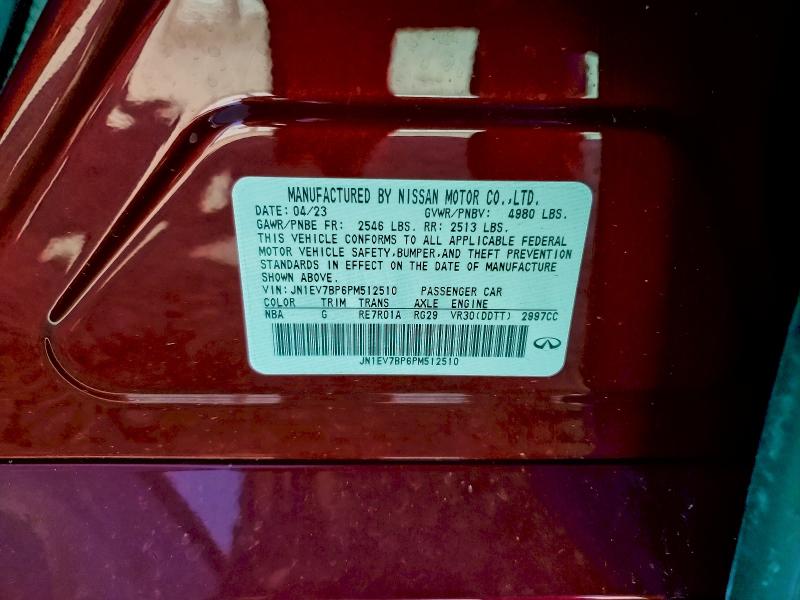 MANUFACTURED BY NISSAN MOTOR CO.,LTD.
DATE: 04/23 GVWR/PNBV: 4980 LBS.
GAWR/PNBE FR: 2546 LBS. RR: 2513 LBS.
THIS VEHICLE CONFORMS TO ALL APPLICABLE FEDERAL
MOTOR VEHICLE SAFETY,BUMPER,AND THEFT PREVENTION
STANDARDS IN EFFECT ON THE DATE OF MANUFACTURE
SHOWN ABOVE.
VIN: JN1EV7BP6PM512510 PASSENGER CAR
COLOR TRIM TRANS AXLE ENGINE
NBA G RE7R01A RG29 VR30(DDTT) 2997CC
JN1EV7BP6PM512510